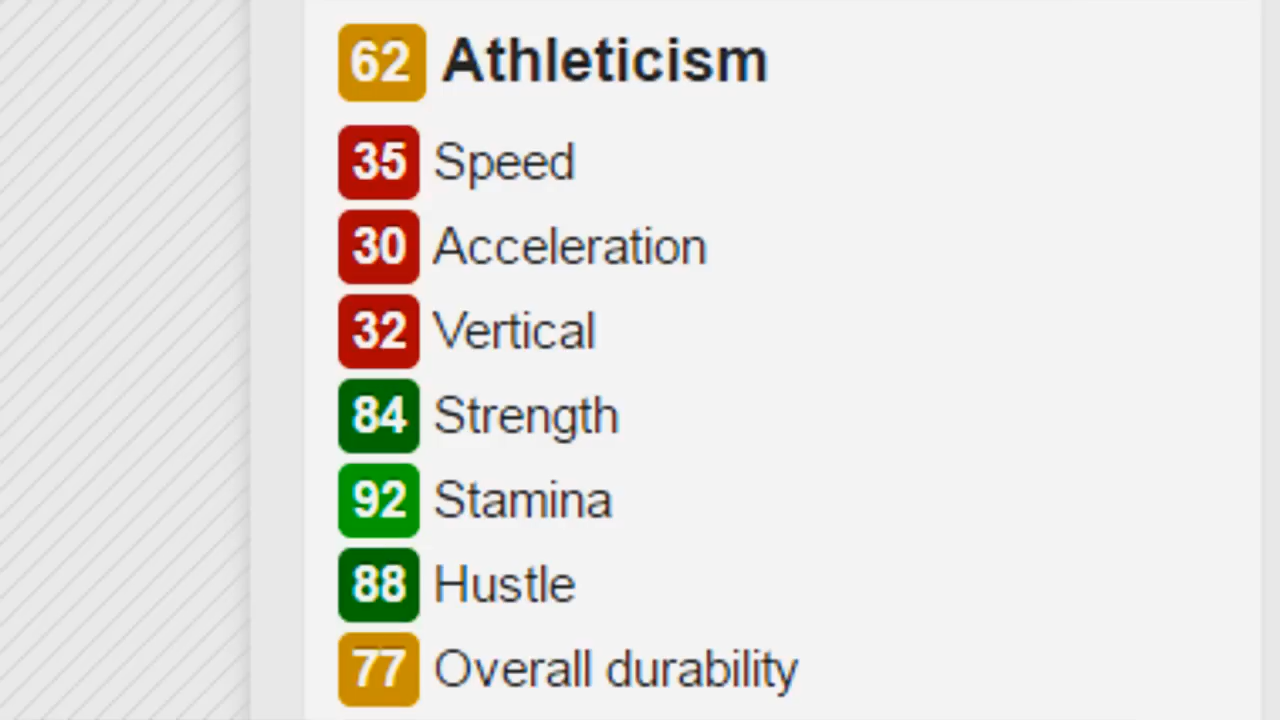 62 Athleticism
35 Speed
30 Acceleration
32 Vertical
84 Strength
92 Stamina
88 Hustle
77 Overall durability